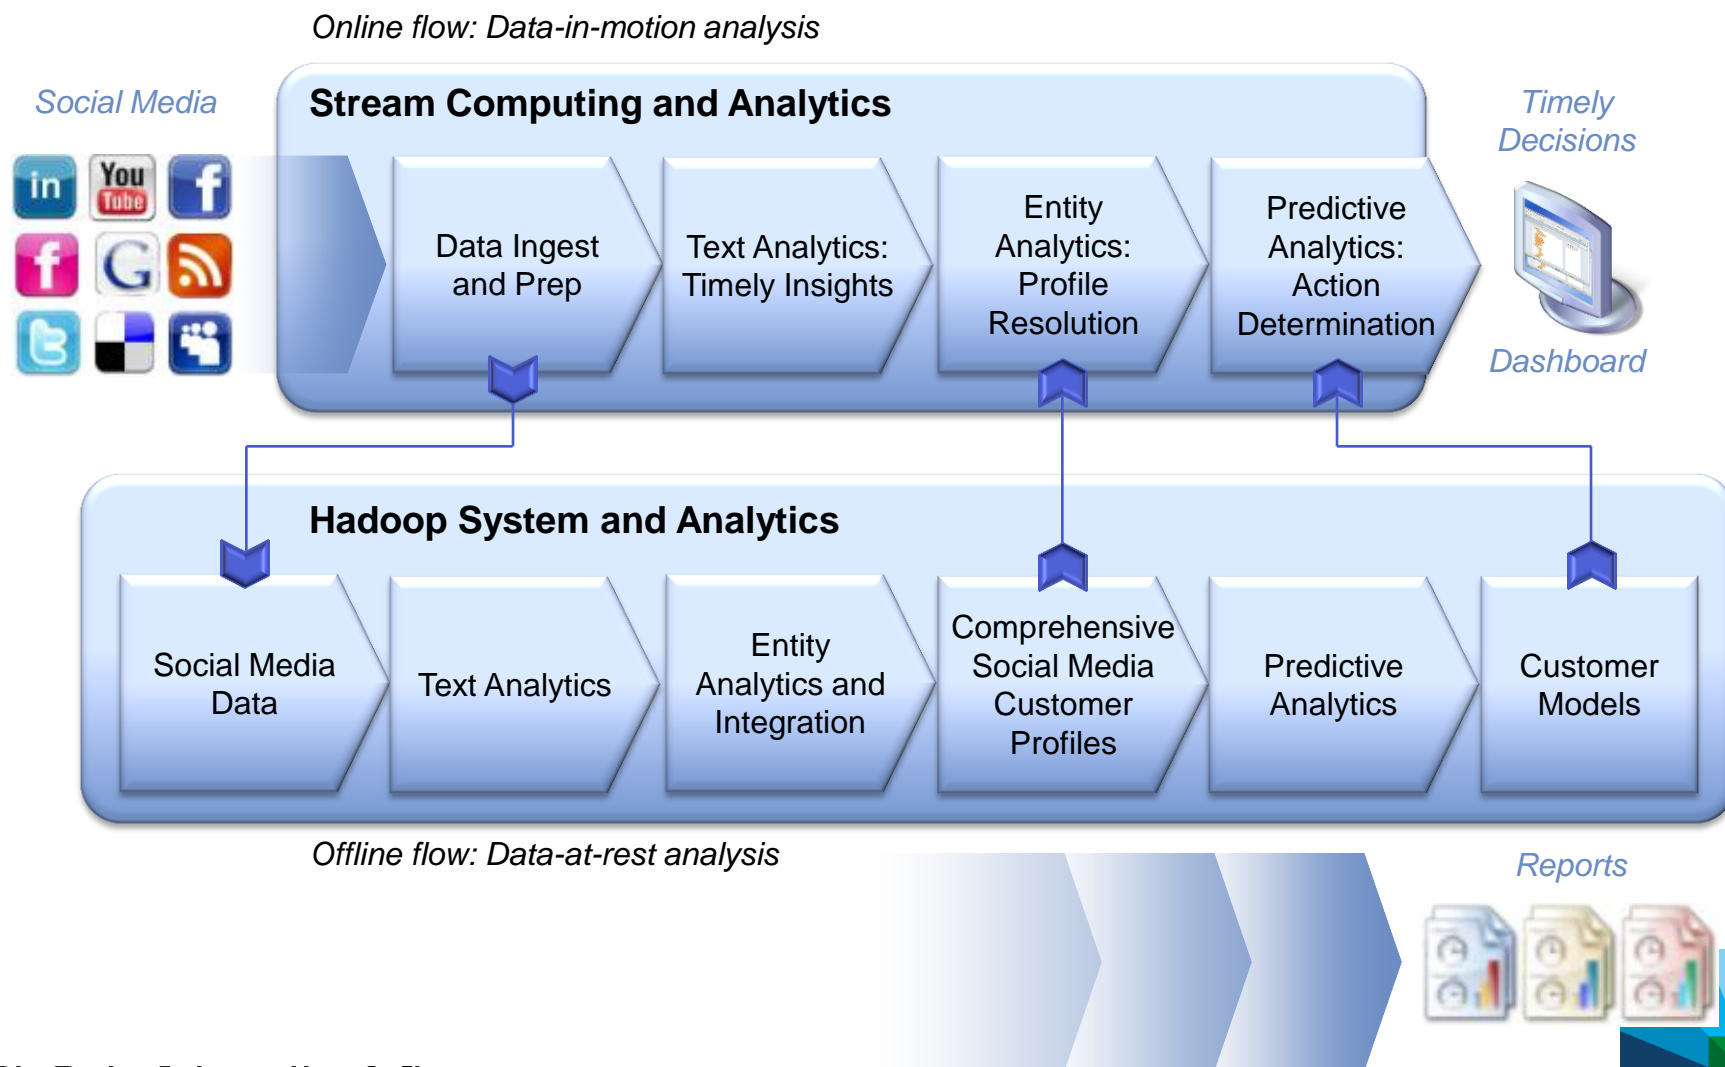 Online flow: Data-in-motion analysis
Social Media
Stream Computing and Analytics
Timely
Decisions
in
You
Tube
f
f
G
Data Ingest
and Prep
Text Analytics:
Timely Insights
Entity
Analytics:
Profile
Resolution
Predictive
Analytics:
Action
Determination
Dashboard
Hadoop System and Analytics
Social Media
Data
Text Analytics
Entity
Analytics and
Integration
Comprehensive
Social Media
Customer
Profiles
Predictive
Analytics
Customer
Models
Offline flow: Data-at-rest analysis
Reports